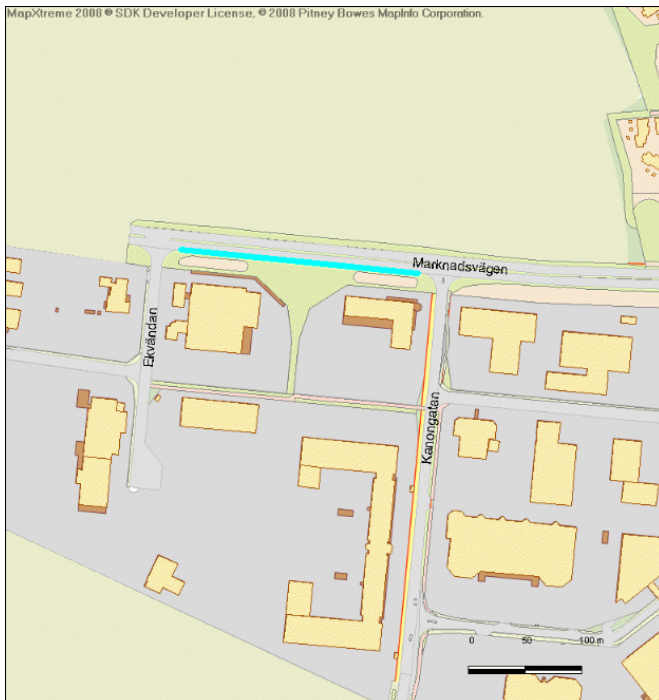 MapXtreme 2008 ® SDK Developer License, © 2008 Pitney Bowes MapInfo Corporation.
Marknadsvägen
Ekvändan
Kanongatan
0 50 100 m